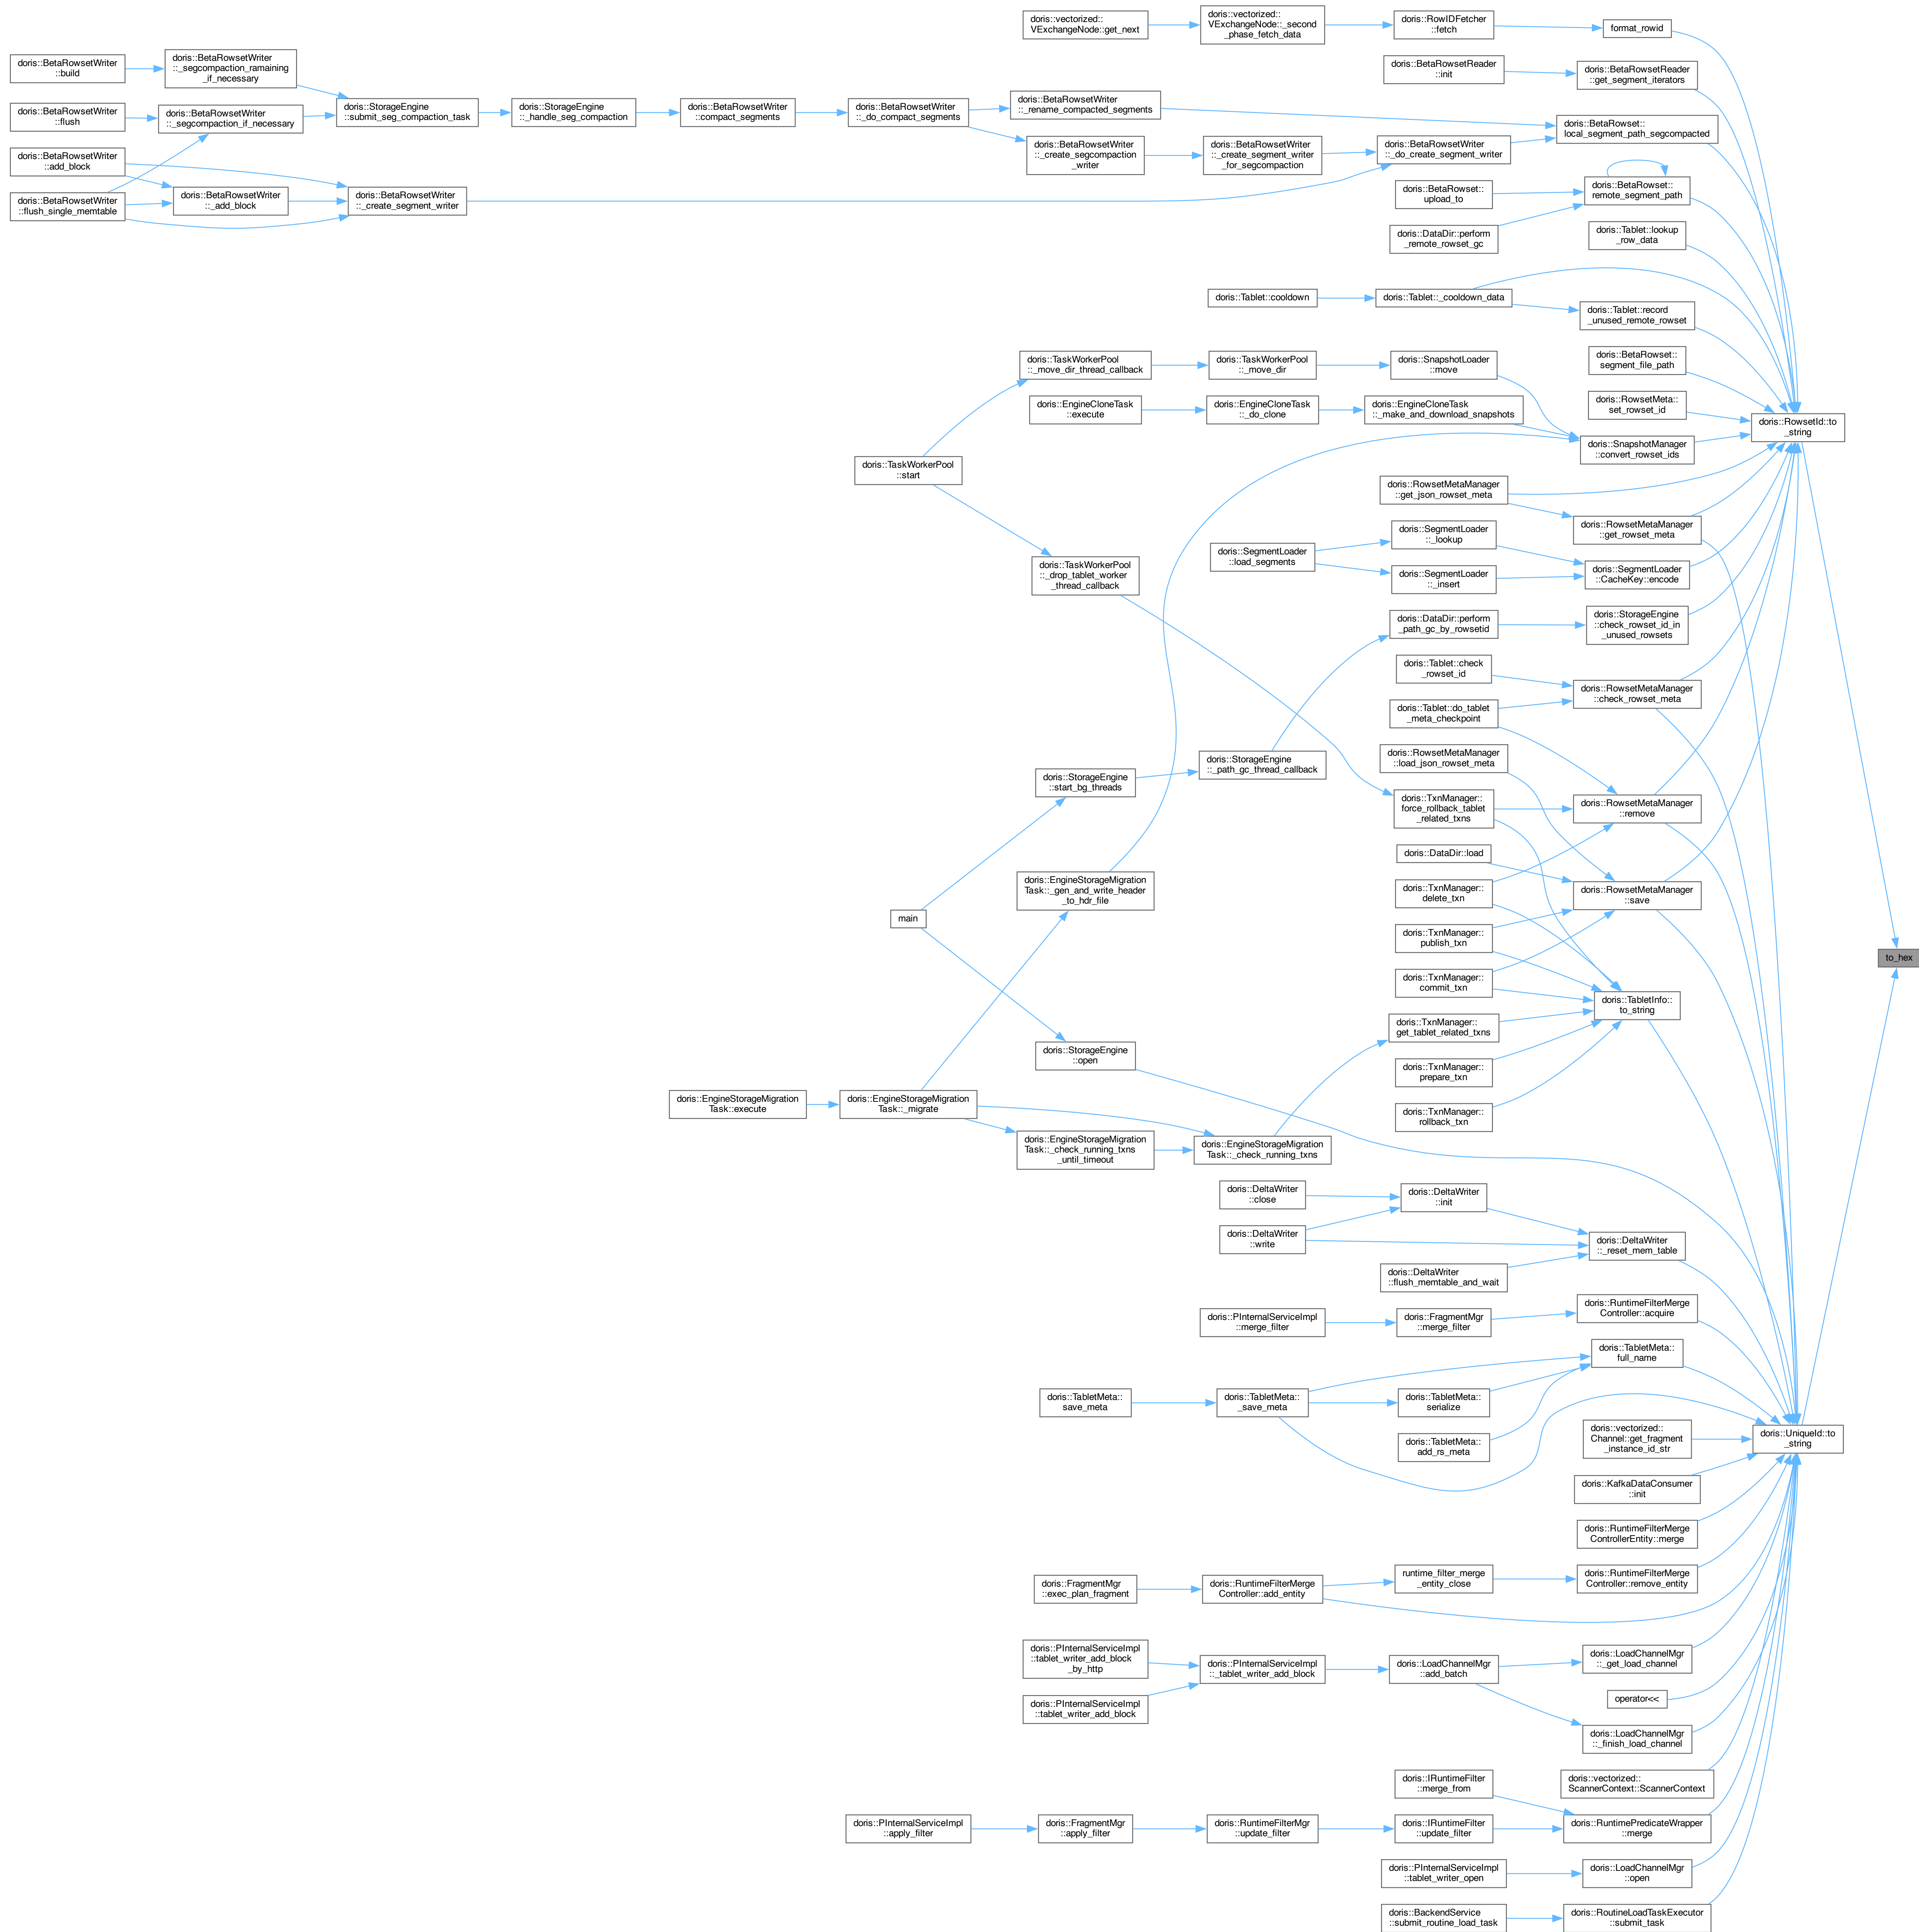 doris::vectorized::
VExchangeNode::get_next
doris::vectorized::
VExchangeNode::_second
_phase_fetch_data
doris::RowIDFetcher
::fetch
format_rowid
doris::BetaRowsetWriter
::build
doris::BetaRowsetWriter
::_segcompaction_ramaining
_if_necessary
doris::BetaRowsetReader
::init
doris::BetaRowsetReader
::get_segment_iterators
doris::BetaRowsetWriter
::flush
doris::BetaRowsetWriter
::_segcompaction_if_necessary
doris::StorageEngine
::submit_seg_compaction_task
doris::StorageEngine
::_handle_seg_compaction
doris::BetaRowsetWriter
::compact_segments
doris::BetaRowsetWriter
::_do_compact_segments
doris::BetaRowsetWriter
::_rename_compacted_segments
doris::BetaRowset::
local_segment_path_segcompacted
doris::BetaRowsetWriter
::_create_segcompaction
_writer
doris::BetaRowsetWriter
::_create_segment_writer
_for_segcompaction
doris::BetaRowsetWriter
::_do_create_segment_writer
doris::BetaRowsetWriter
::add_block
doris::BetaRowsetWriter
::flush_single_memtable
doris::BetaRowsetWriter
::_add_block
doris::BetaRowsetWriter
::_create_segment_writer
doris::BetaRowset::
upload_to
doris::BetaRowset::
remote_segment_path
doris::DataDir::perform
_remote_rowset_gc
doris::Tablet::lookup
_row_data
doris::Tablet::cooldown
doris::Tablet::_cooldown_data
doris::Tablet::record
_unused_remote_rowset
doris::TaskWorkerPool
::_move_dir_thread_callback
doris::TaskWorkerPool
::_move_dir
doris::SnapshotLoader
::move
doris::BetaRowset::
segment_file_path
doris::EngineCloneTask
::execute
doris::EngineCloneTask
::_do_clone
doris::EngineCloneTask
::_make_and_download_snapshots
doris::RowsetMeta::
set_rowset_id
doris::RowsetId::to
_string
doris::SnapshotManager
::convert_rowset_ids
doris::TaskWorkerPool
::start
doris::RowsetMetaManager
::get_json_rowset_meta
doris::RowsetMetaManager
::get_rowset_meta
doris::SegmentLoader
::load_segments
doris::SegmentLoader
::_lookup
doris::SegmentLoader
::_insert
doris::SegmentLoader
::CacheKey::encode
doris::TaskWorkerPool
::_drop_tablet_worker
_thread_callback
doris::DataDir::perform
_path_gc_by_rowsetid
doris::StorageEngine
::check_rowset_id_in
_unused_rowsets
doris::Tablet::check
_rowset_id
doris::RowsetMetaManager
::check_rowset_meta
doris::Tablet::do_tablet
_meta_checkpoint
doris::StorageEngine
::start_bg_threads
doris::StorageEngine
::_path_gc_thread_callback
doris::RowsetMetaManager
::load_json_rowset_meta
doris::TxnManager::
force_rollback_tablet
_related_txns
doris::RowsetMetaManager
::remove
doris::DataDir::load
doris::EngineStorageMigration
Task::_gen_and_write_header
_to_hdr_file
doris::TxnManager::
delete_txn
doris::RowsetMetaManager
::save
main
doris::TxnManager::
publish_txn
to_hex
doris::TxnManager::
commit_txn
doris::TabletInfo::
to_string
doris::TxnManager::
get_tablet_related_txns
doris::StorageEngine
::open
doris::TxnManager::
prepare_txn
doris::EngineStorageMigration
Task::execute
doris::EngineStorageMigration
Task::_migrate
doris::TxnManager::
rollback_txn
doris::EngineStorageMigration
Task::_check_running_txns
_until_timeout
doris::EngineStorageMigration
Task::_check_running_txns
doris::DeltaWriter
::close
doris::DeltaWriter
::init
doris::DeltaWriter
::write
doris::DeltaWriter
::_reset_mem_table
doris::DeltaWriter
::flush_memtable_and_wait
doris::PInternalServiceImpl
::merge_filter
doris::FragmentMgr
::merge_filter
doris::RuntimeFilterMerge
Controller::acquire
doris::TabletMeta::
full_name
doris::TabletMeta::
save_meta
doris::TabletMeta::
_save_meta
doris::TabletMeta::
serialize
doris::TabletMeta::
add_rs_meta
doris::vectorized::
Channel::get_fragment
_instance_id_str
doris::UniqueId::to
_string
doris::KafkaDataConsumer
::init
doris::RuntimeFilterMerge
ControllerEntity::merge
doris::FragmentMgr
::exec_plan_fragment
doris::RuntimeFilterMerge
Controller::add_entity
runtime_filter_merge
_entity_close
doris::RuntimeFilterMerge
Controller::remove_entity
doris::PInternalServiceImpl
::tablet_writer_add_block
_by_http
doris::PInternalServiceImpl
::_tablet_writer_add_block
doris::LoadChannelMgr
::add_batch
doris::LoadChannelMgr
::_get_load_channel
doris::PInternalServiceImpl
::tablet_writer_add_block
operator<<
doris::LoadChannelMgr
::_finish_load_channel
doris::IRuntimeFilter
::merge_from
doris::vectorized::
ScannerContext::ScannerContext
doris::PInternalServiceImpl
::apply_filter
doris::FragmentMgr
::apply_filter
doris::RuntimeFilterMgr
::update_filter
doris::IRuntimeFilter
::update_filter
doris::RuntimePredicateWrapper
::merge
doris::PInternalServiceImpl
::tablet_writer_open
doris::LoadChannelMgr
::open
doris::BackendService
::submit_routine_load_task
doris::RoutineLoadTaskExecutor
::submit_task